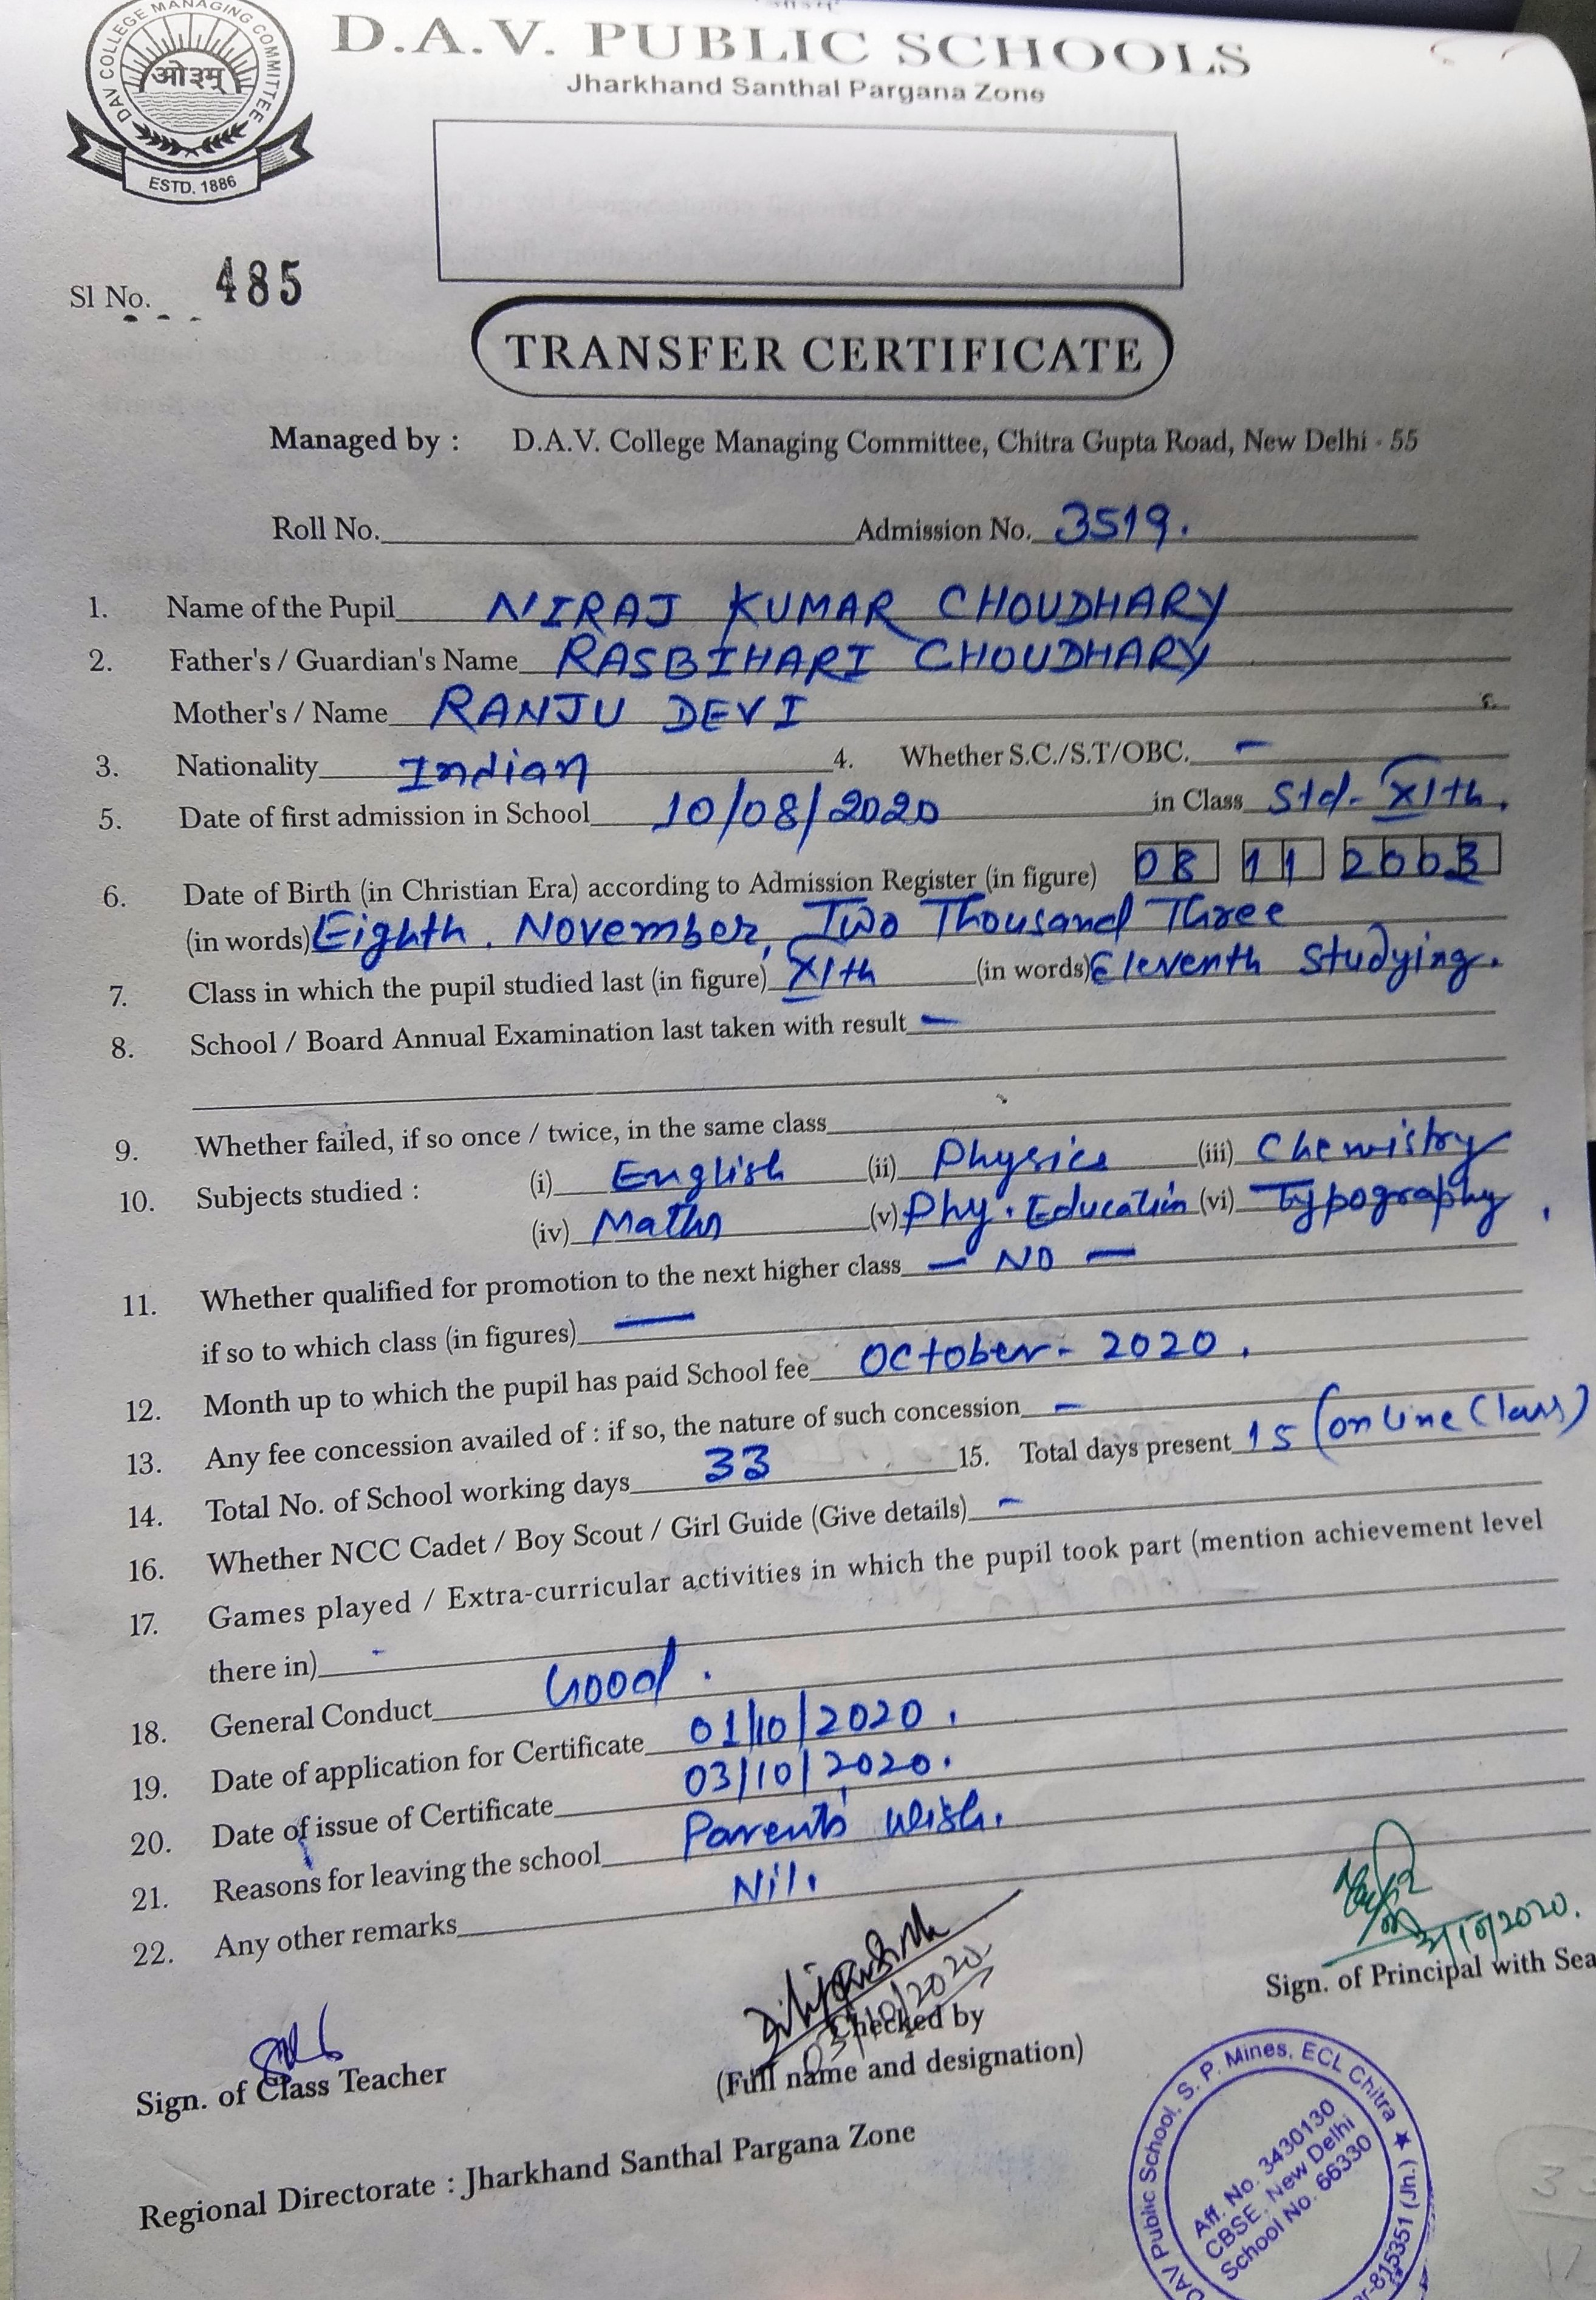 DAV COLLEGE MANAGING COMMITTEE
ओ३म्
ESTD. 1886
D.A.V. PUBLIC SCHOOLS
Jharkhand Santhal Pargana Zone
Sl No. 485
TRANSFER CERTIFICATE
Managed by : D.A.V. College Managing Committee, Chitra Gupta Road, New Delhi - 55
Roll No. Admission No. 3519.
1. Name of the Pupil NIRAJ KUMAR CHOUDHARY
2. Father's / Guardian's Name RASBIHARI CHOUDHARY
Mother's / Name RANJU DEVI
3. Nationality Indian 4. Whether S.C./S.T/OBC. -
5. Date of first admission in School 10/08/2020 in Class Std- XIth.
6. Date of Birth (in Christian Era) according to Admission Register (in figure) 08 11 2003
(in words) Eighth. November, Two Thousand Three
7. Class in which the pupil studied last (in figure) XIth (in words) Eleventh Studying.
8. School / Board Annual Examination last taken with result -
9. Whether failed, if so once / twice, in the same class
10. Subjects studied : (i) English (ii) Physics (iii) Chemistry
(iv) Maths (v) Phy. Education (vi) Typography.
11. Whether qualified for promotion to the next higher class - NO -
if so to which class (in figures) —
12. Month up to which the pupil has paid School fee October - 2020.
13. Any fee concession availed of : if so, the nature of such concession -
14. Total No. of School working days 33 15. Total days present 15 (online Class)
16. Whether NCC Cadet / Boy Scout / Girl Guide (Give details) -
17. Games played / Extra-curricular activities in which the pupil took part (mention achievement level
there in) -
18. General Conduct Good.
19. Date of application for Certificate 01/10/2020.
20. Date of issue of Certificate 03/10/2020.
21. Reasons for leaving the school Parents' Wish.
22. Any other remarks Nil.
3/10/2020.
Sign. of Principal with Sea
03/10/2020
Checked by
(Full name and designation)
Sign. of Class Teacher
Regional Directorate : Jharkhand Santhal Pargana Zone
DAV Public School, S. P. Mines, ECL Chitra ★
815351 (Jh.)
Aff. No. 3430130
CBSE, New Delhi
School No. 66330